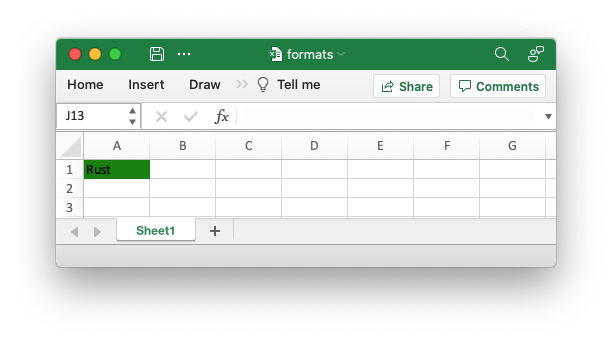 formats
Home Insert Draw Tell me Share Comments
J13 fx
A B C D E F G
1 Rust
2
3
Sheet1 +